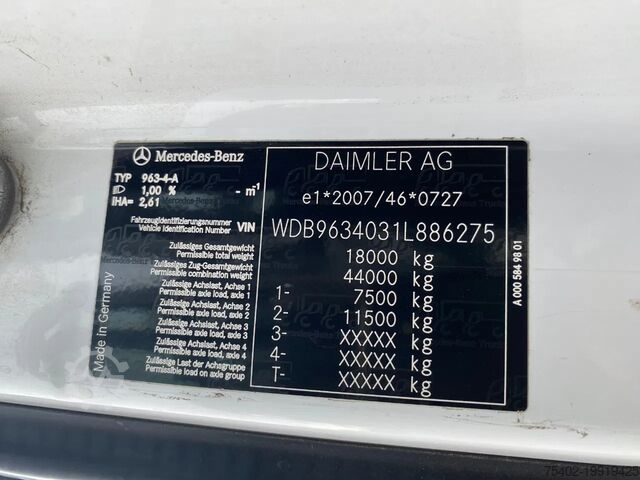 Mercedes-Benz
DAIMLER AG
TYP 963-4-A
1,00 % - m-¹
IHA= 2,61
e1*2007/46*0727
Fahrzeugidentifizierungsnummer
Vehicle Identification Number VIN
WDB9634031L886275
Zulässiges Gesamtgewicht
Permissible total weight
18000 kg
Zulässiges Zug-Gesamtgewicht
Permissible combination weight
44000 kg
Zulässige Achslast, Achse 1
Permissible axle load, axle 1
1- 7500 kg
Zulässige Achslast, Achse 2
Permissible axle load, axle 2
2- 11500 kg
Zulässige Achslast, Achse 3
Permissible axle load, axle 3
3- XXXXX kg
Zulässige Achslast, Achse 4
Permissible axle load, axle 4
4- XXXXX kg
Zulässige Last der Achsgruppe
Permissible load on axle group
T- XXXXX kg
Made in Germany
A 000 584 98 01
75402-19919429